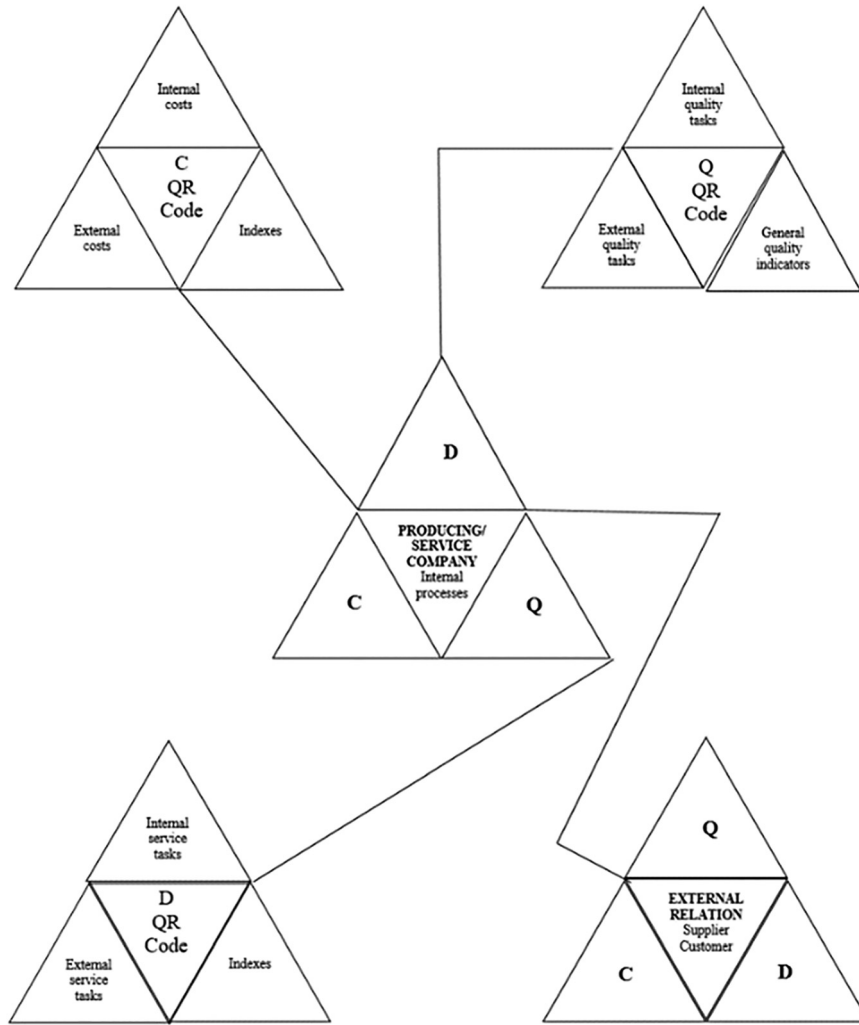 Internal
costs
C
QR
Code
External
costs
Indexes
Internal
quality
tasks
Q
QR
Code
External
quality
tasks
General
quality
indicators
D
PRODUCING/
SERVICE
COMPANY
Internal
processes
C
Q
Internal
service
tasks
D
QR
Code
External
service
tasks
Indexes
Q
EXTERNAL
RELATION
Supplier
Customer
C
D